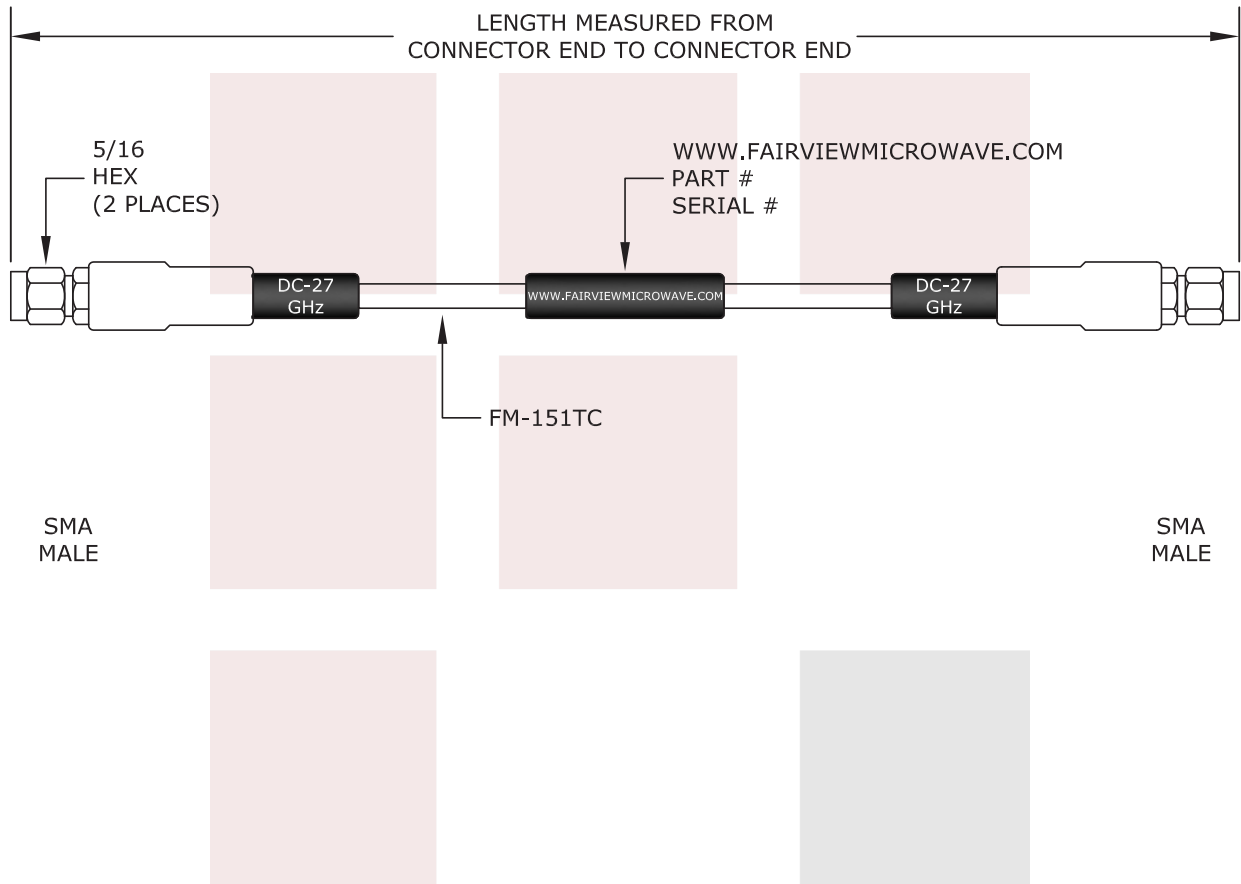 LENGTH MEASURED FROM
CONNECTOR END TO CONNECTOR END
5/16
HEX
(2 PLACES)
WWW.FAIRVIEWMICROWAVE.COM
PART #
SERIAL #
DC-27
GHz
WWW.FAIRVIEWMICROWAVE.COM
DC-27
GHz
FM-151TC
SMA
MALE
SMA
MALE